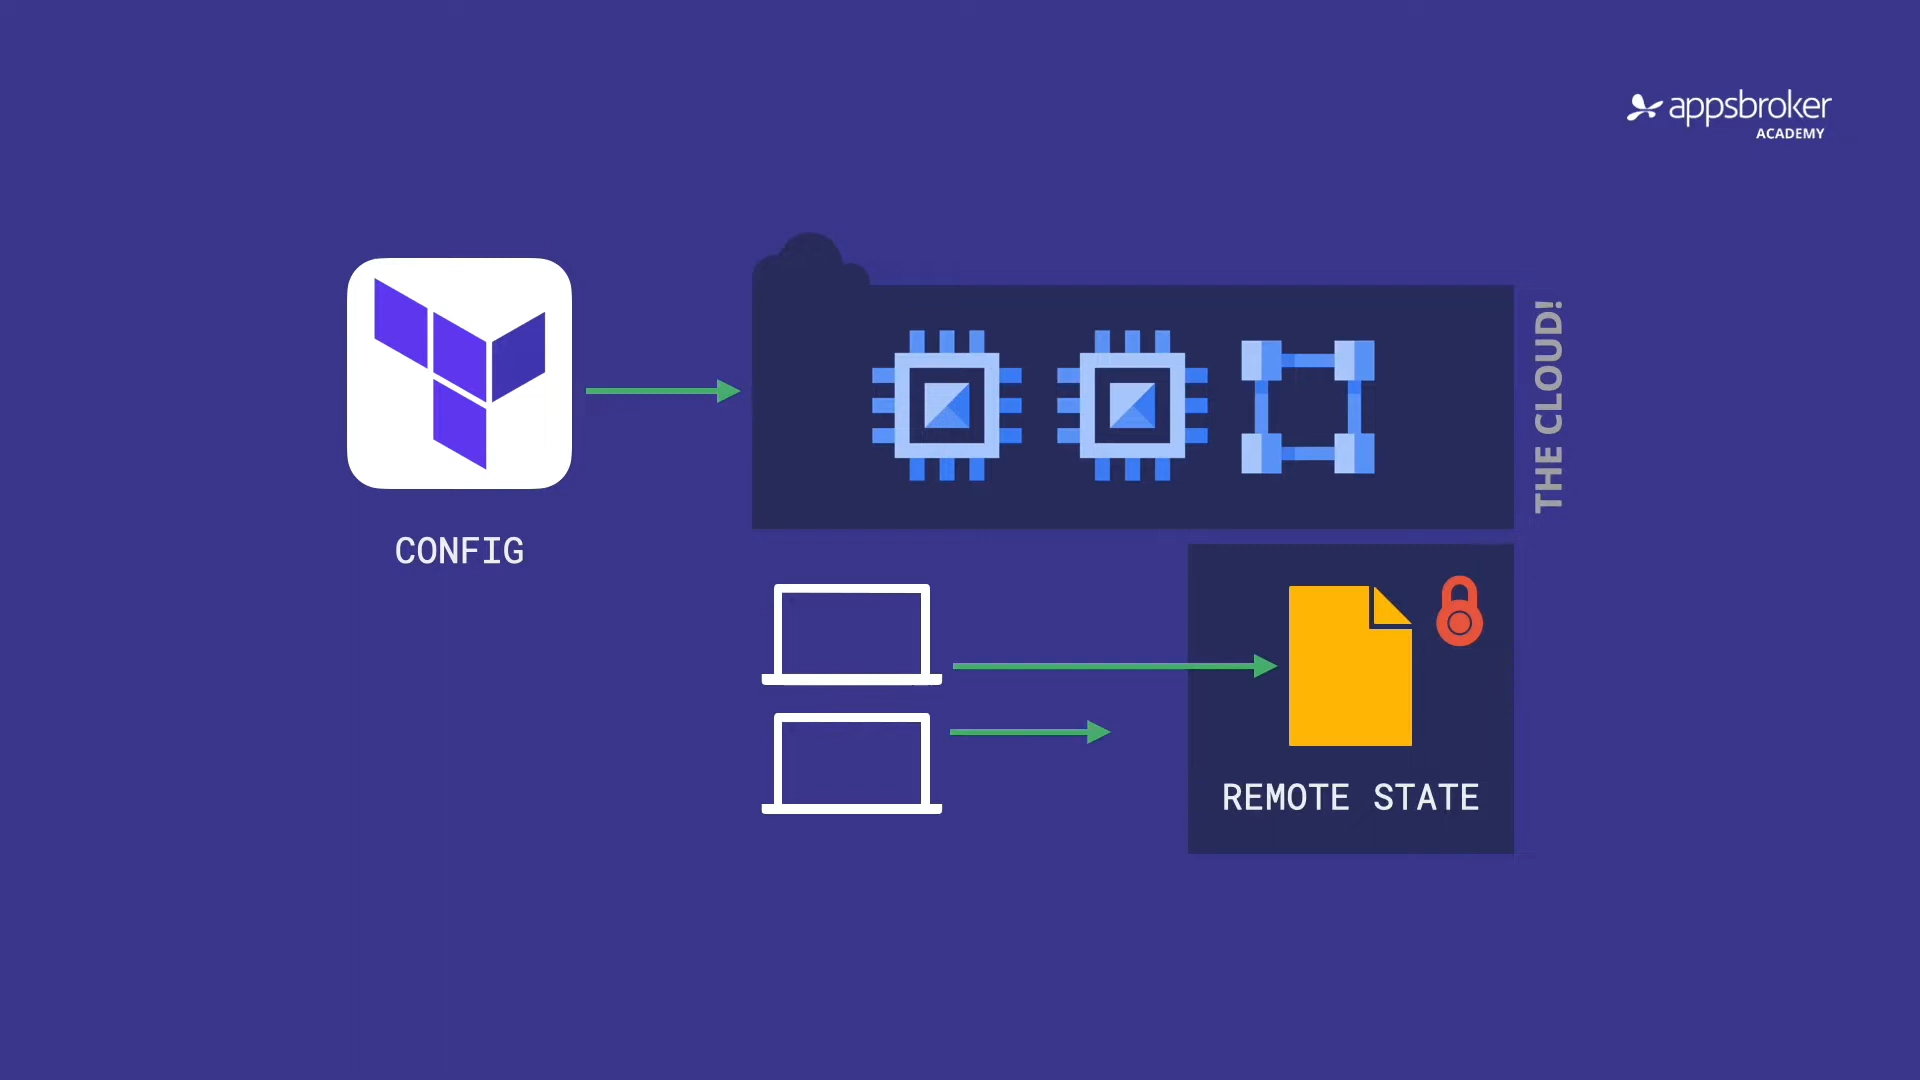 appsbroker
ACADEMY
THE CLOUD!
CONFIG
REMOTE STATE